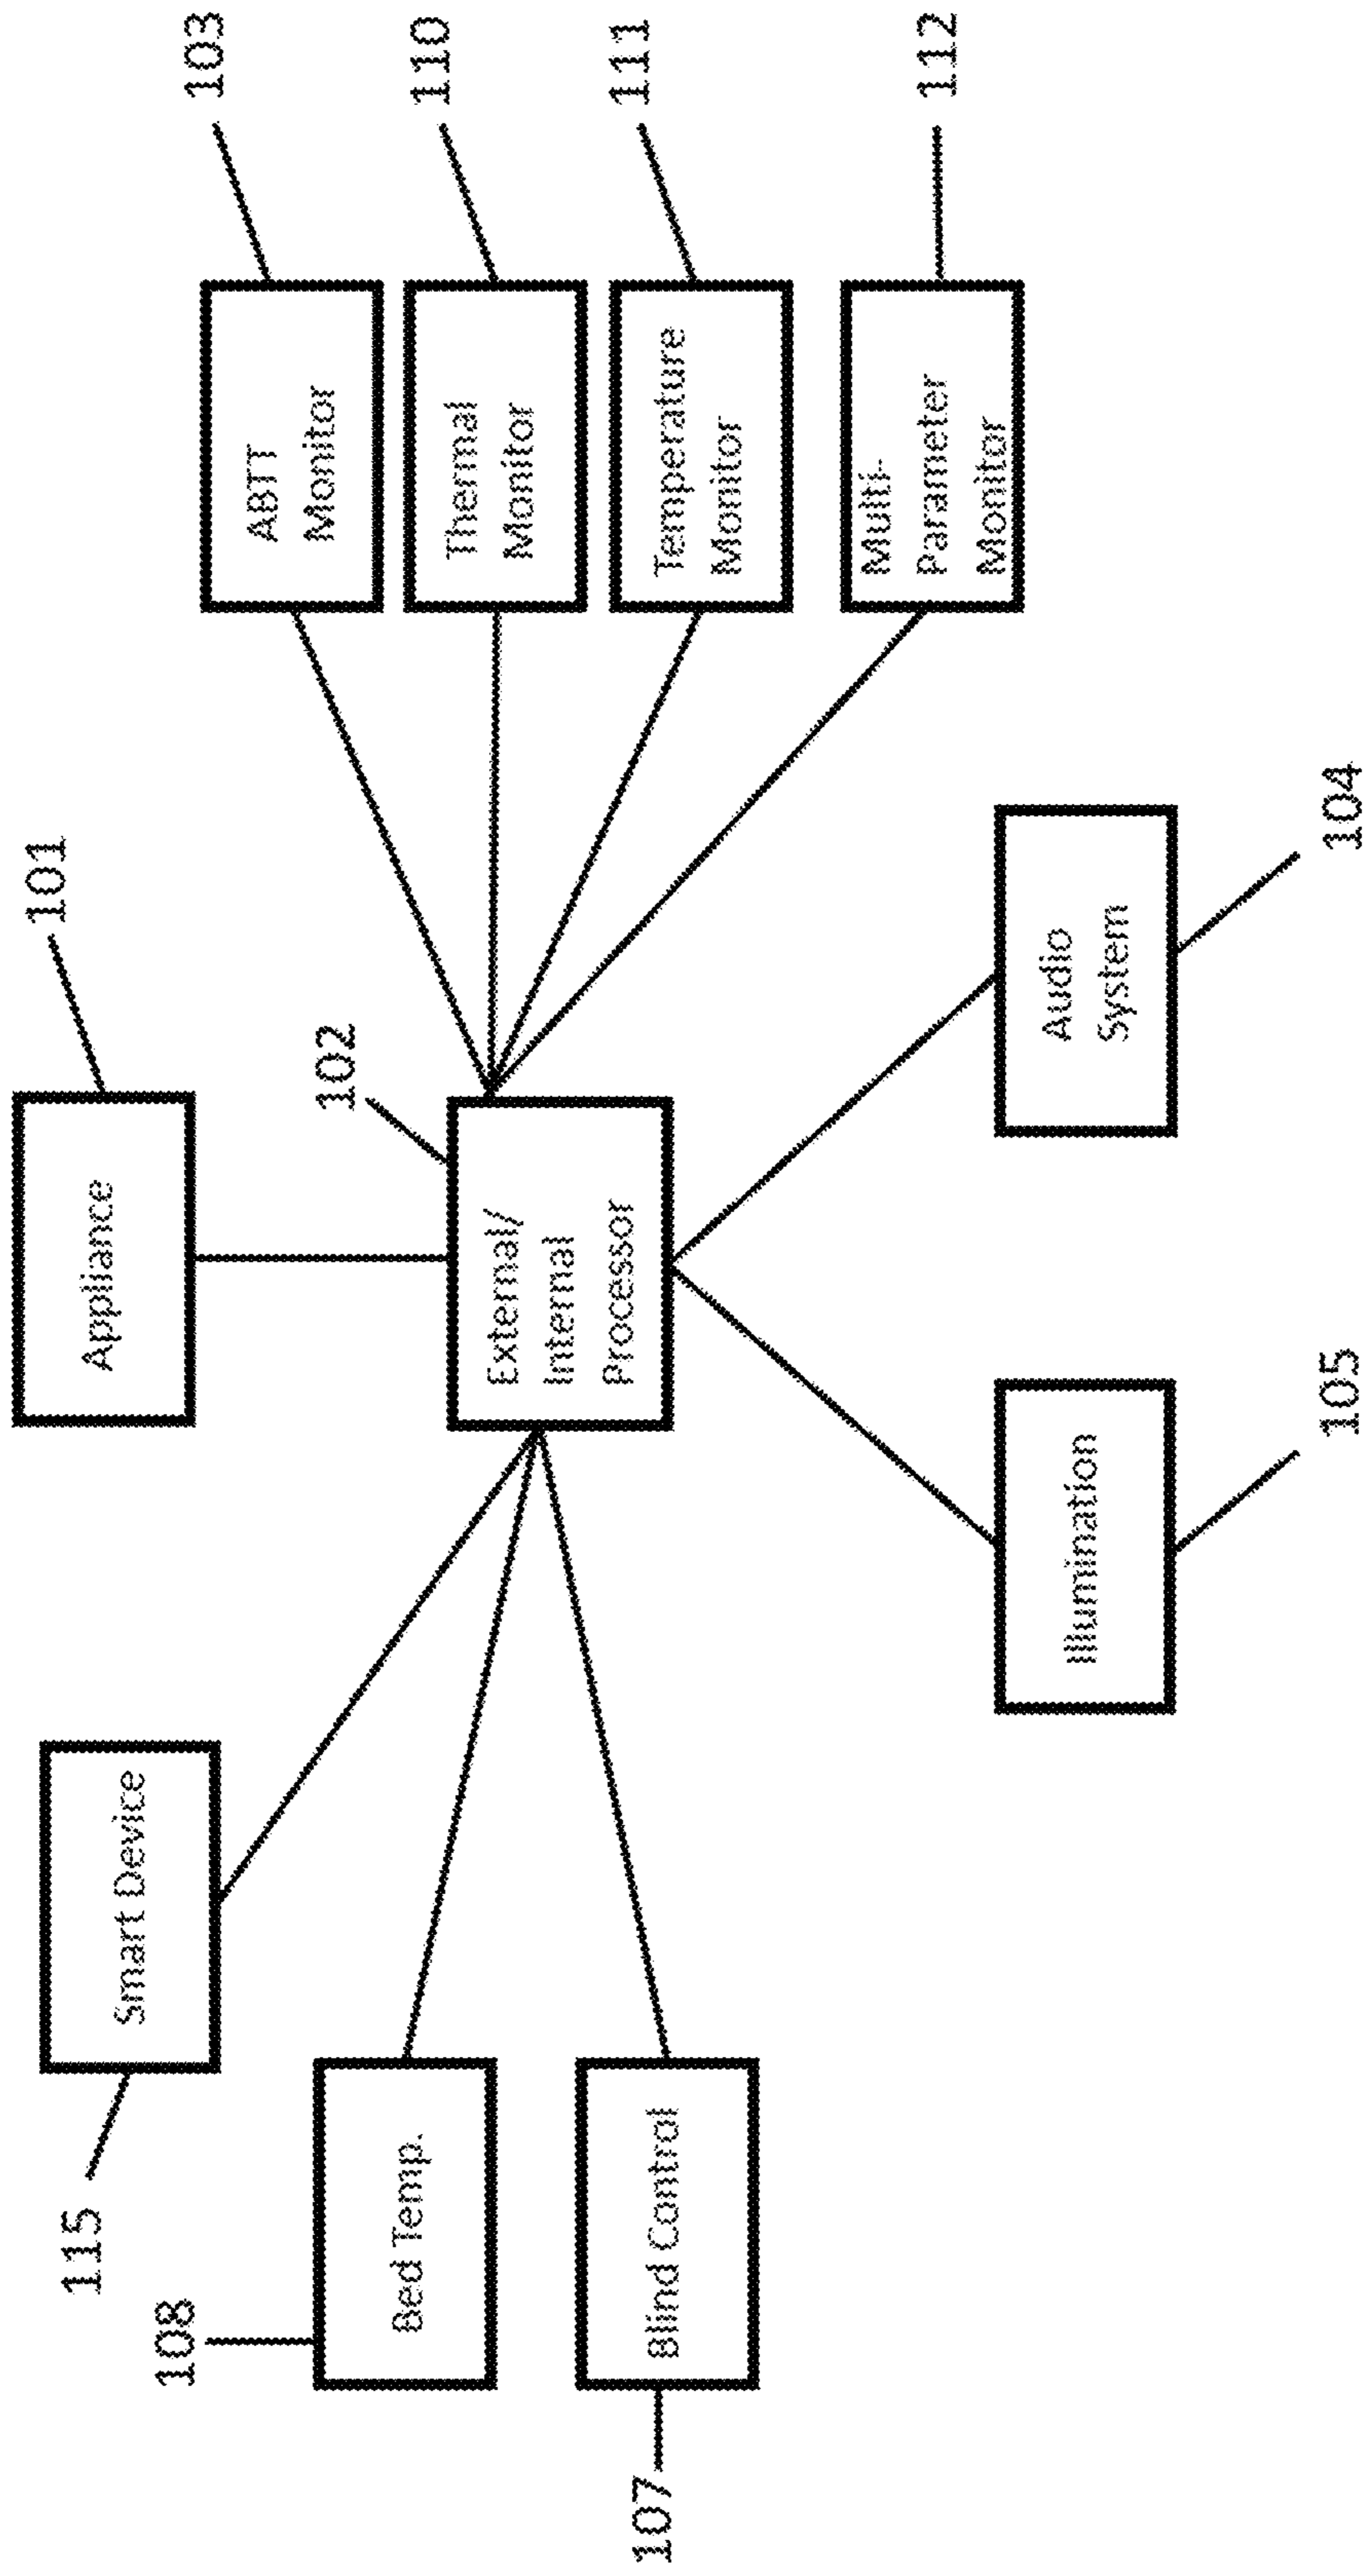 101
Appliance
115
Smart Device
103
ABTT
Monitor
108
Bed Temp.
102
External/
Internal
Processor
110
Thermal
Monitor
107
Blind Control
111
Temperature
Monitor
112
Multi-
Parameter
Monitor
Illumination
105
Audio
System
104